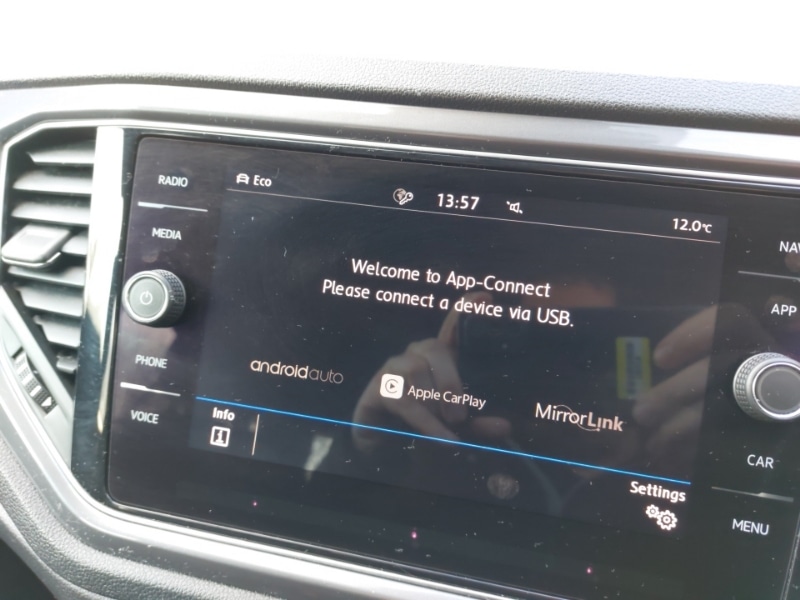 RADIO
MEDIA
PHONE
VOICE
Eco
13:57
12.0°C
Welcome to App-Connect
Please connect a device via USB.
androidauto
Apple CarPlay
MirrorLink
Info
Settings
NAV
APP
CAR
MENU